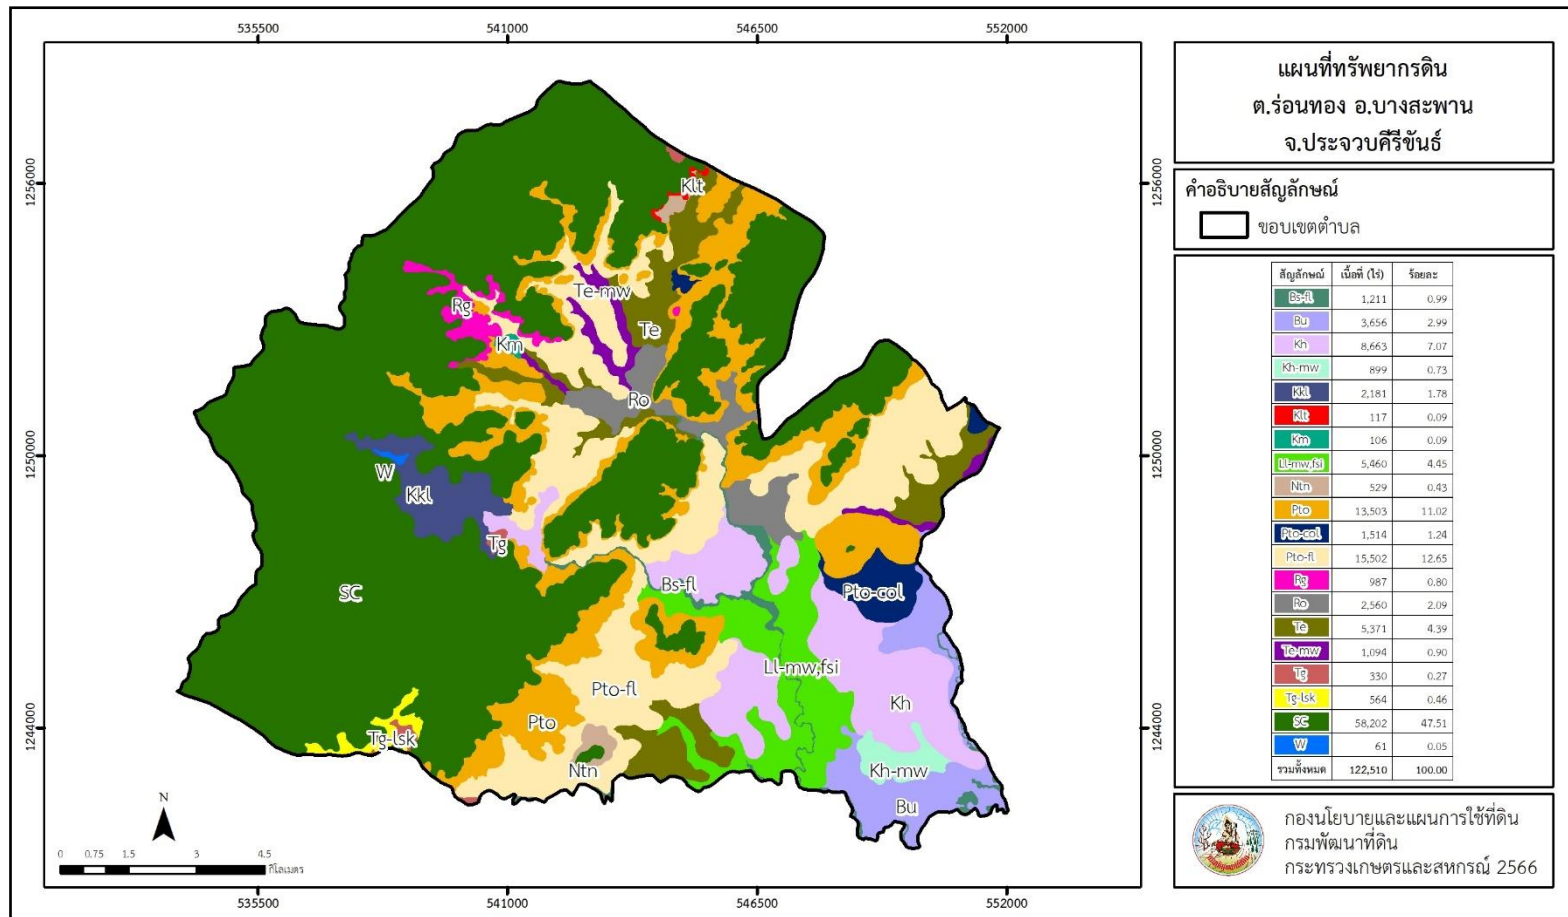 535500 541000 546500 552000
1256000
1250000
1244000
1256000
1250000
1244000
535500 541000 546500 552000
Klt
Te-mw
Rg
Te
Km
Ro
W
Kkl
Tg
SC
Bs-fl
Pto-col
Ll-mw,fsi
Pto-fl
Kh
Pto
Tg-lsk
Ntn
Kh-mw
Bu
N
0 0.75 1.5 3 4.5
กิโลเมตร
แผนที่ทรัพยากรดิน
ต.ร่อนทอง อ.บางสะพาน
จ.ประจวบคีรีขันธ์
คำอธิบายสัญลักษณ์
ขอบเขตตำบล
สัญลักษณ์ เนื้อที่ (ไร่) ร้อยละ
Bs-fl 1,211 0.99
Bu 3,656 2.99
Kh 8,663 7.07
Kh-mw 899 0.73
Kkl 2,181 1.78
Klt 117 0.09
Km 106 0.09
Ll-mw,fsi 5,460 4.45
Ntn 529 0.43
Pto 13,503 11.02
Pto-col 1,514 1.24
Pto-fl 15,502 12.65
Rg 987 0.80
Ro 2,560 2.09
Te 5,371 4.39
Te-mw 1,094 0.90
Tg 330 0.27
Tg-lsk 564 0.46
SC 58,202 47.51
W 61 0.05
รวมทั้งหมด 122,510 100.00
กองนโยบายและแผนการใช้ที่ดิน
กรมพัฒนาที่ดิน
กระทรวงเกษตรและสหกรณ์ 2566